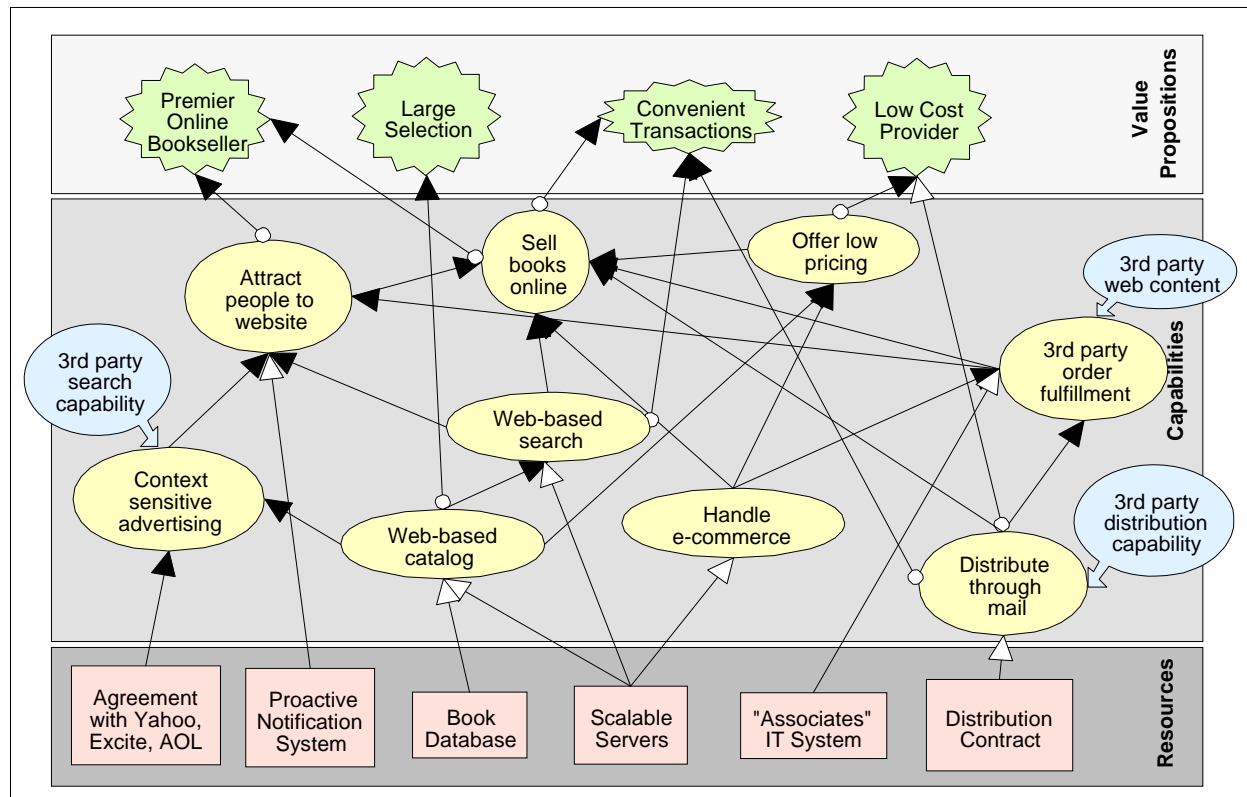 Premier
Online
Bookseller
Large
Selection
Convenient
Transactions
Low Cost
Provider
Value
Propositions
Attract
people to
website
Sell
books
online
Offer low
pricing
3rd party
web content
3rd party
search
capability
Web-based
search
3rd party
order
fulfillment
Capabilities
Context
sensitive
advertising
Web-based
catalog
Handle
e-commerce
Distribute
through
mail
3rd party
distribution
capability
Agreement
with Yahoo,
Excite, AOL
Proactive
Notification
System
Book
Database
Scalable
Servers
"Associates"
IT System
Distribution
Contract
Resources